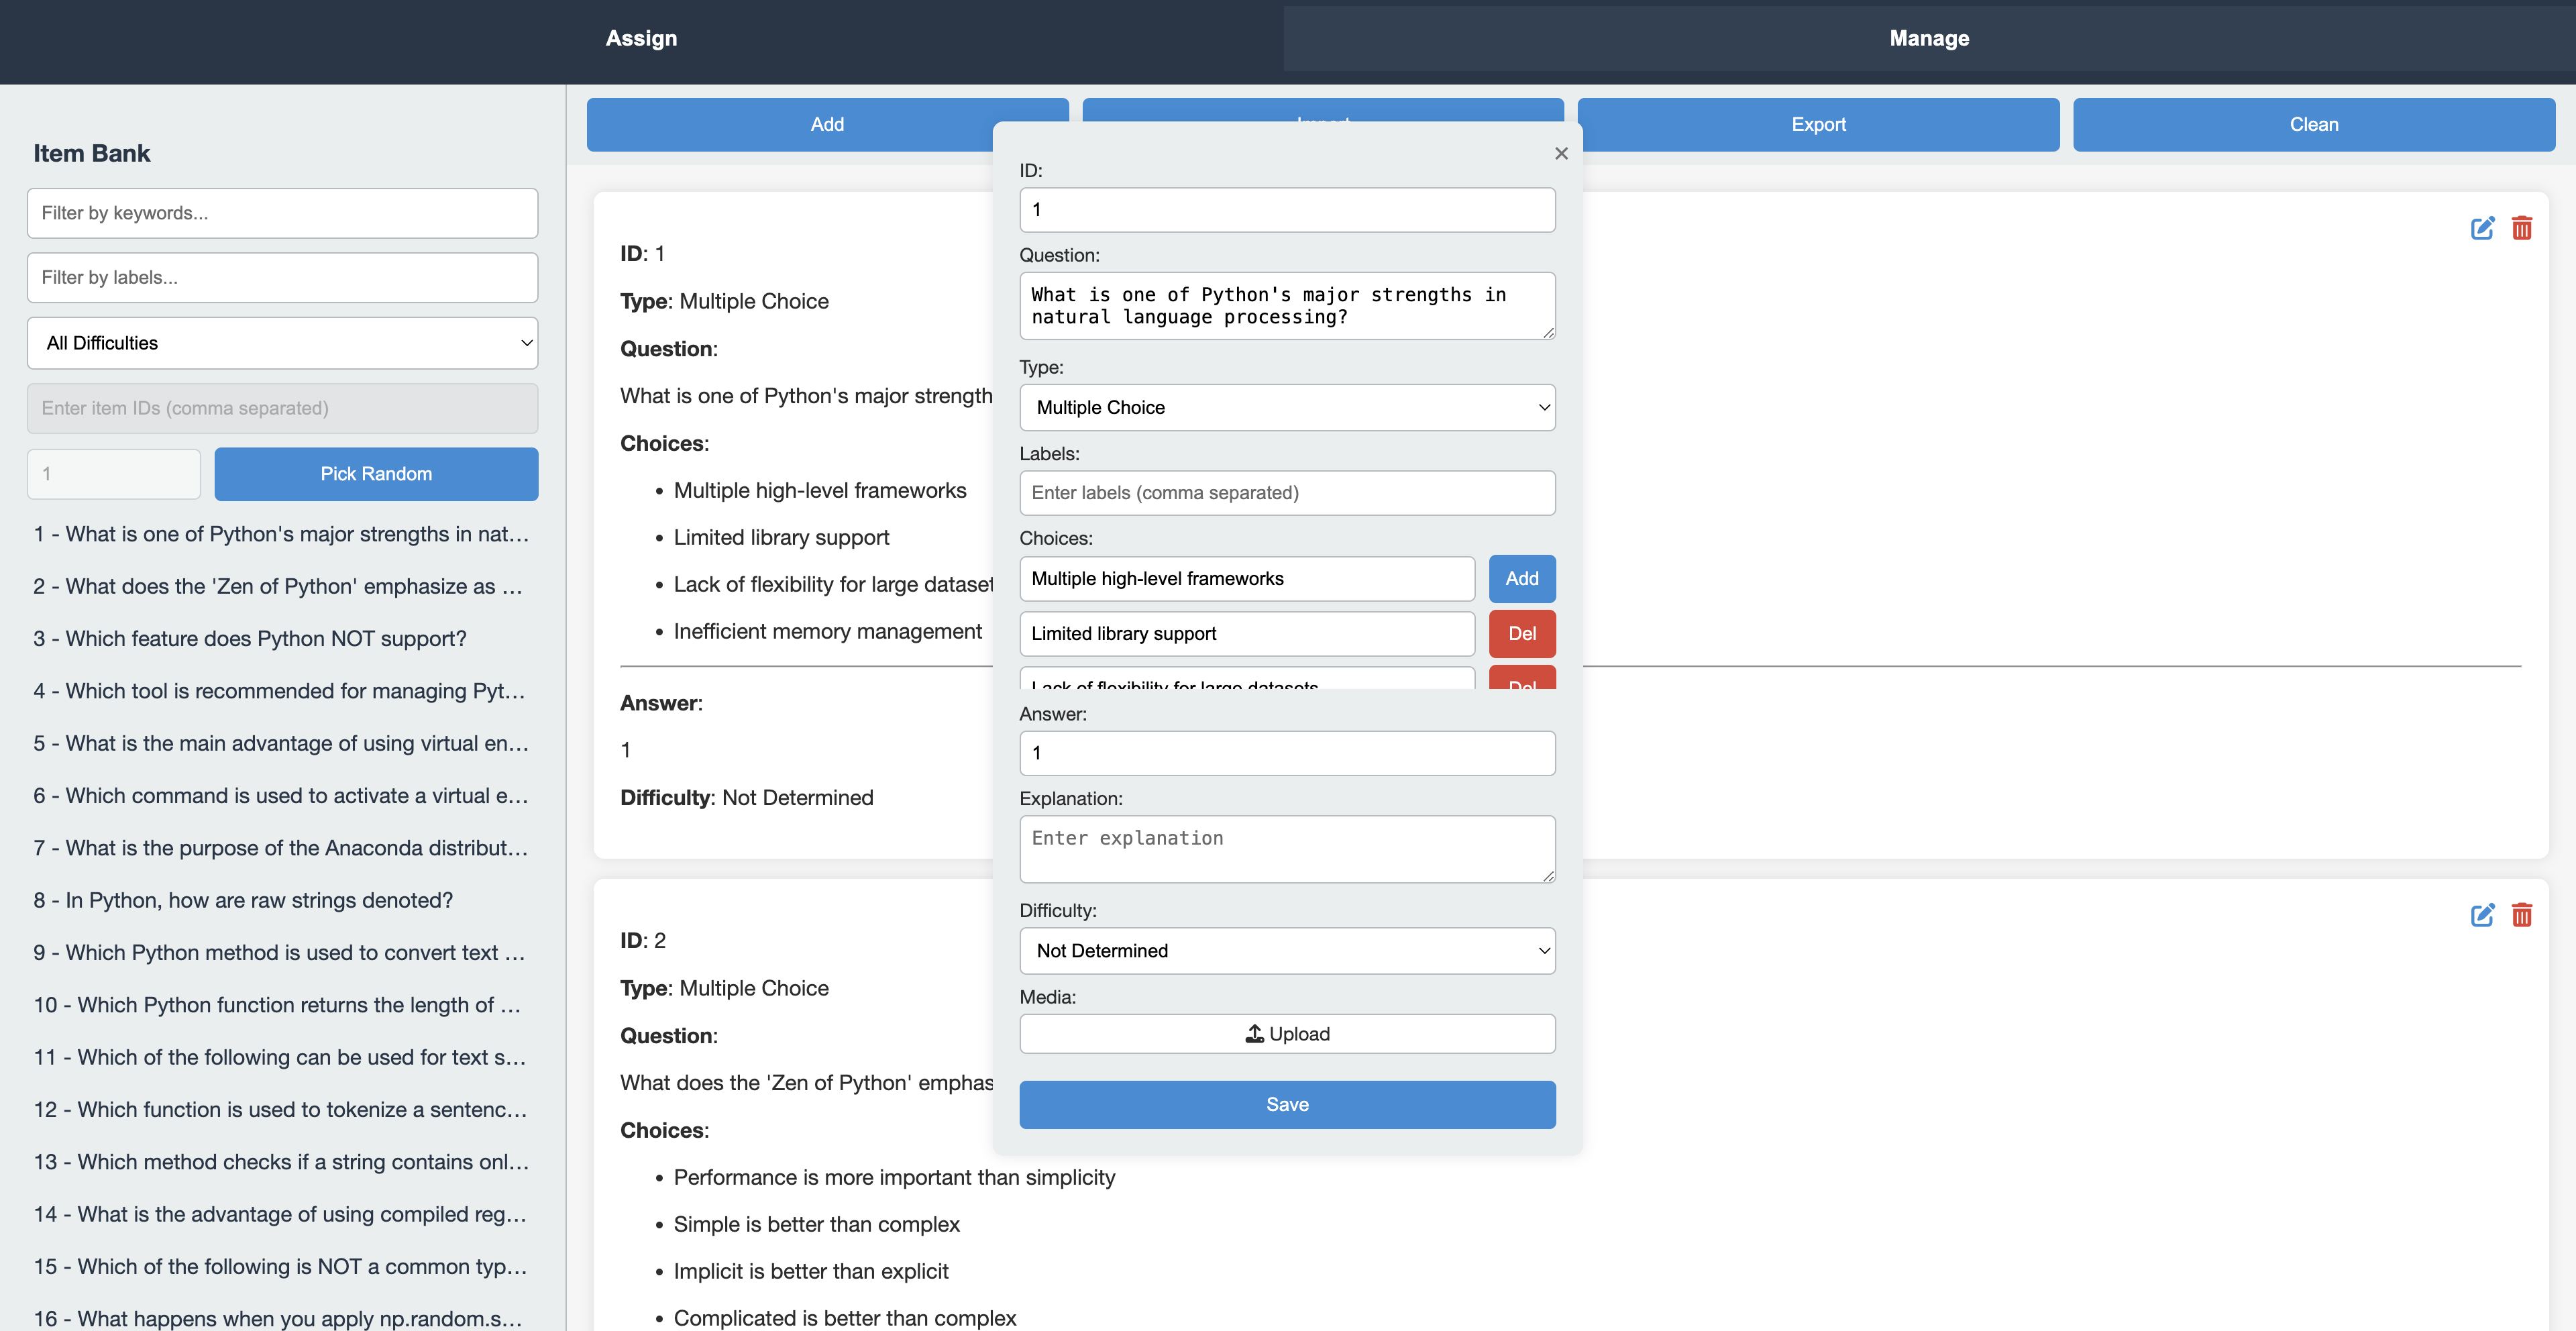 Assign
Manage
Item Bank
Filter by keywords...
Filter by labels...
All Difficulties
Enter item IDs (comma separated)
1
Pick Random
1 - What is one of Python's major strengths in nat...
2 - What does the 'Zen of Python' emphasize as ...
3 - Which feature does Python NOT support?
4 - Which tool is recommended for managing Pyt...
5 - What is the main advantage of using virtual en...
6 - Which command is used to activate a virtual e...
7 - What is the purpose of the Anaconda distribut...
8 - In Python, how are raw strings denoted?
9 - Which Python method is used to convert text ...
10 - Which Python function returns the length of ...
11 - Which of the following can be used for text s...
12 - Which function is used to tokenize a sentenc...
13 - Which method checks if a string contains onl...
14 - What is the advantage of using compiled reg...
15 - Which of the following is NOT a common typ...
16 - What happens when you apply np.random.s...
Add
Export
Clean
ID: 1
Type: Multiple Choice
Question:
What is one of Python's major strength
Choices:
• Multiple high-level frameworks
• Limited library support
• Lack of flexibility for large dataset
• Inefficient memory management
Answer:
1
Difficulty: Not Determined
ID: 2
Type: Multiple Choice
Question:
What does the 'Zen of Python' emphas
Choices:
• Performance is more important than simplicity
• Simple is better than complex
• Implicit is better than explicit
• Complicated is better than complex
×
ID:
1
Question:
What is one of Python's major strengths in
natural language processing?
Type:
Multiple Choice
Labels:
Enter labels (comma separated)
Choices:
Multiple high-level frameworks
Add
Limited library support
Del
Lack of flexibility for large datasets
Del
Answer:
1
Explanation:
Enter explanation
Difficulty:
Not Determined
Media:
Upload
Save